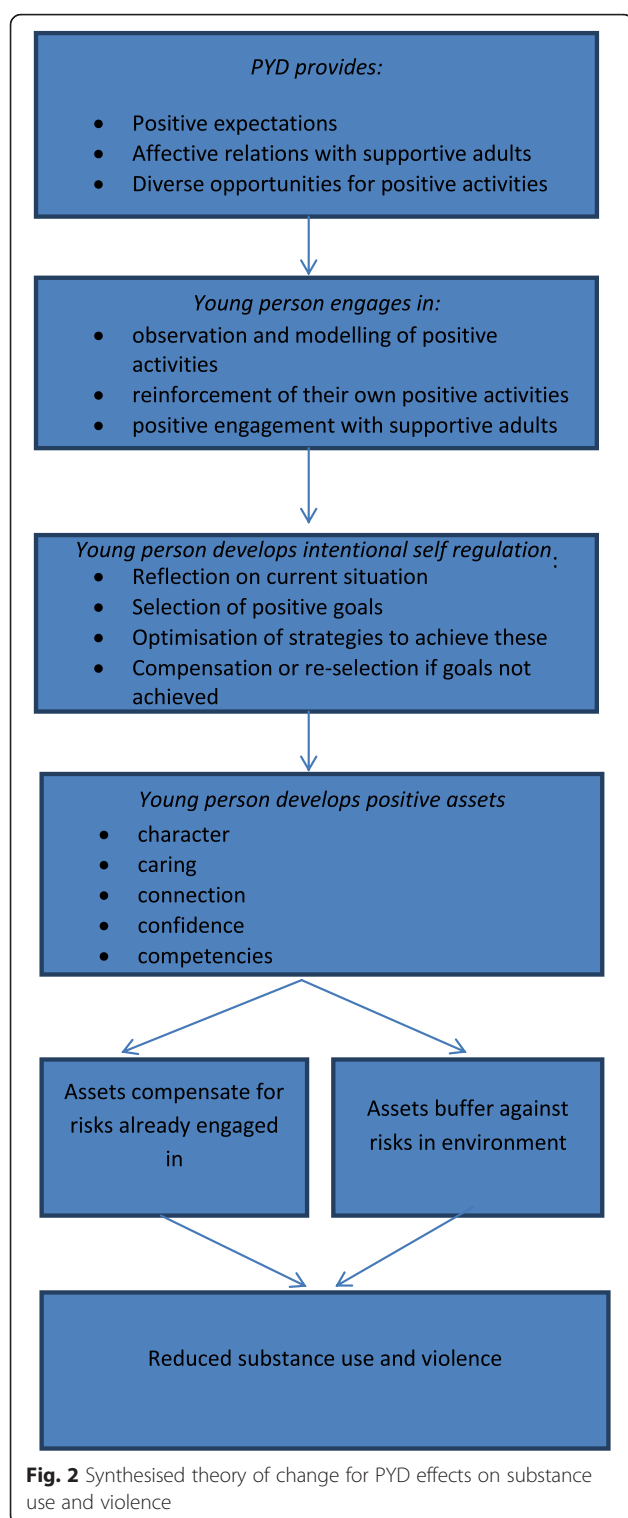 PYD provides:
• Positive expectations
• Affective relations with supportive adults
• Diverse opportunities for positive activities
Young person engages in:
• observation and modelling of positive
activities
• reinforcement of their own positive activities
• positive engagement with supportive adults
Young person develops intentional self regulation:
• Reflection on current situation
• Selection of positive goals
• Optimisation of strategies to achieve these
• Compensation or re-selection if goals not
achieved
Young person develops positive assets
• character
• caring
• connection
• confidence
• competencies
Assets compensate for
risks already engaged
in
Assets buffer against
risks in environment
Reduced substance use and violence
Fig. 2 Synthesised theory of change for PYD effects on substance
use and violence